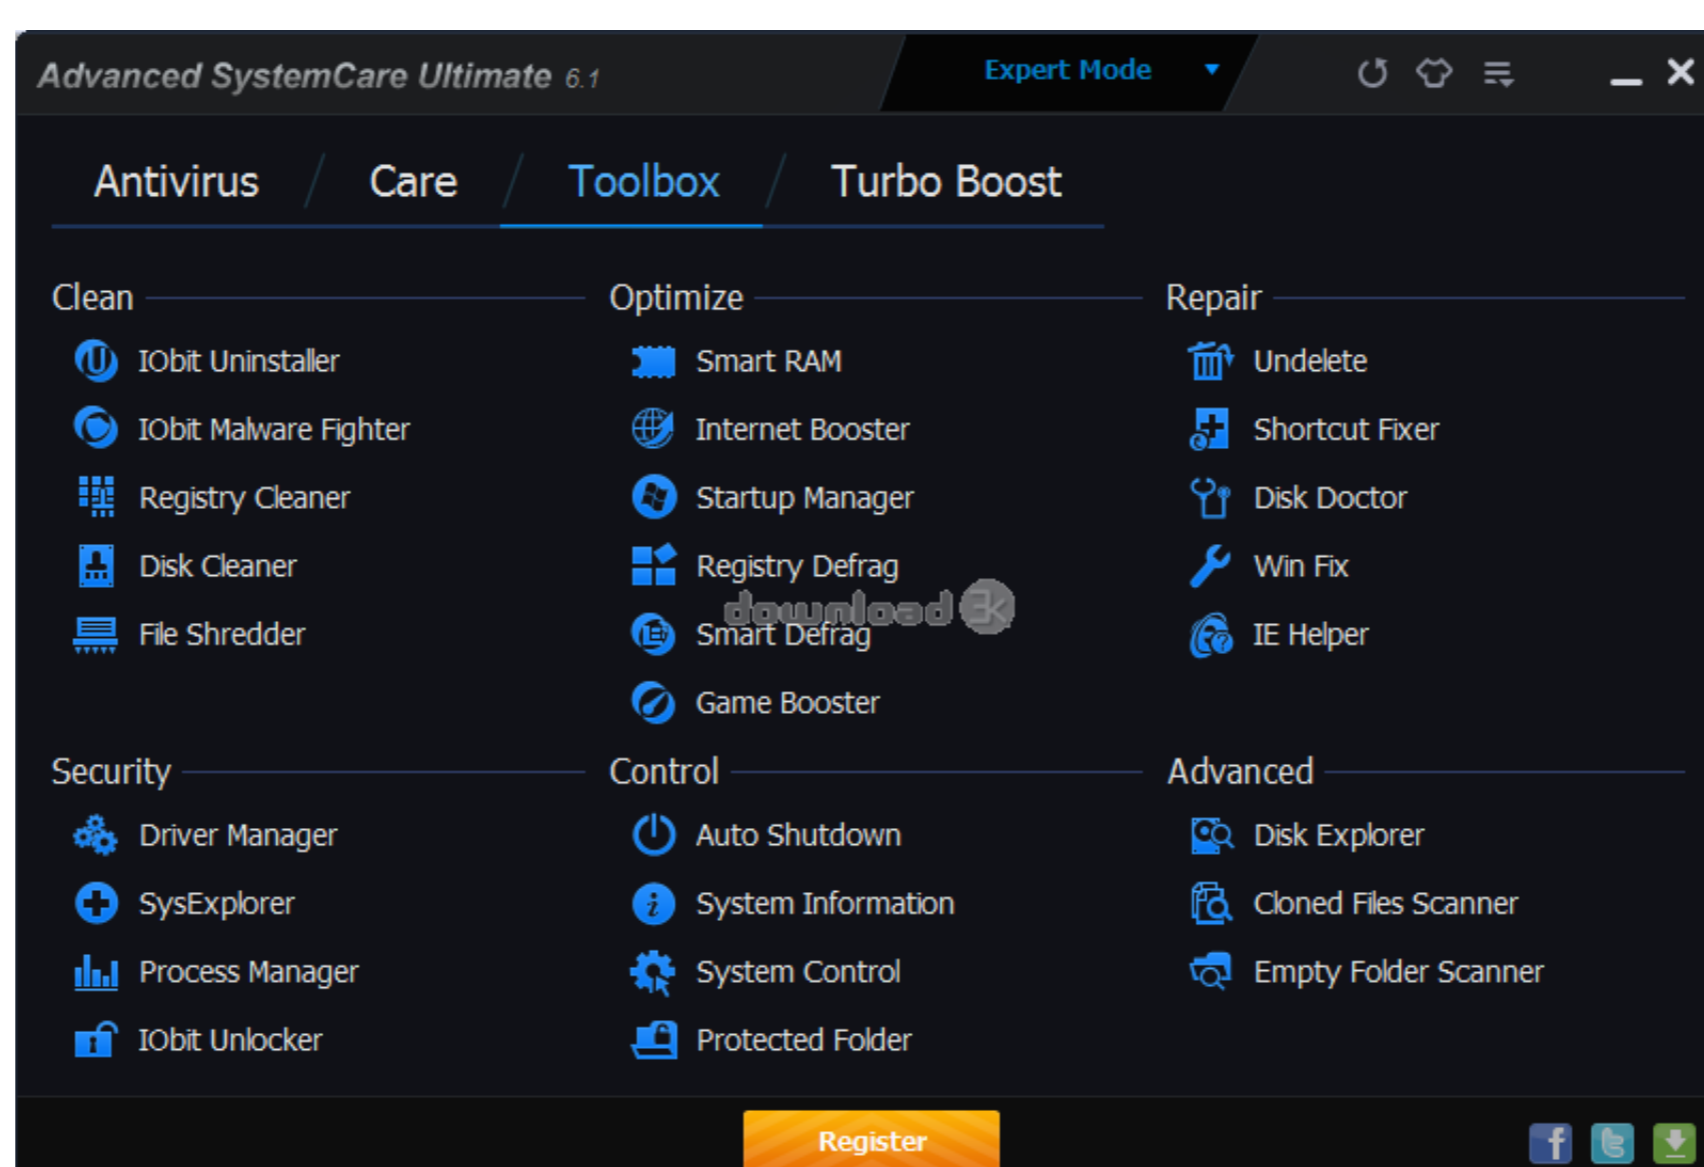 Advanced SystemCare Ultimate 6.1
Expert Mode
Antivirus
Care
Toolbox
Turbo Boost
Clean
IObit Uninstaller
IObit Malware Fighter
Registry Cleaner
Disk Cleaner
File Shredder
Optimize
Smart RAM
Internet Booster
Startup Manager
Registry Defrag
Smart Defrag
Game Booster
download3k
Repair
Undelete
Shortcut Fixer
Disk Doctor
Win Fix
IE Helper
Security
Driver Manager
SysExplorer
Process Manager
IObit Unlocker
Control
Auto Shutdown
System Information
System Control
Protected Folder
Advanced
Disk Explorer
Cloned Files Scanner
Empty Folder Scanner
Register